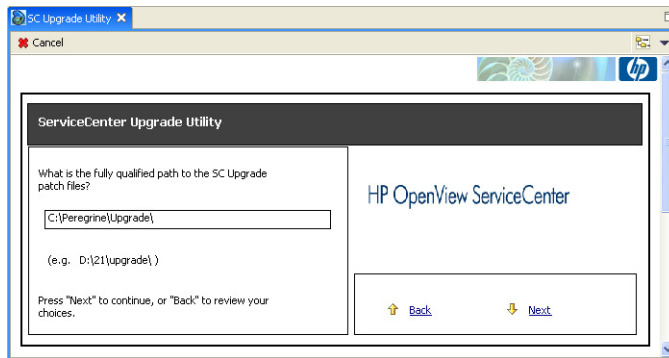 SC Upgrade Utility
Cancel
hp
ServiceCenter Upgrade Utility
What is the fully qualified path to the SC Upgrade
patch files?
C:\Peregrine\Upgrade\
(e.g. D:\21\upgrade\ )
Press "Next" to continue, or "Back" to review your
choices.
HP OpenView ServiceCenter
Back
Next